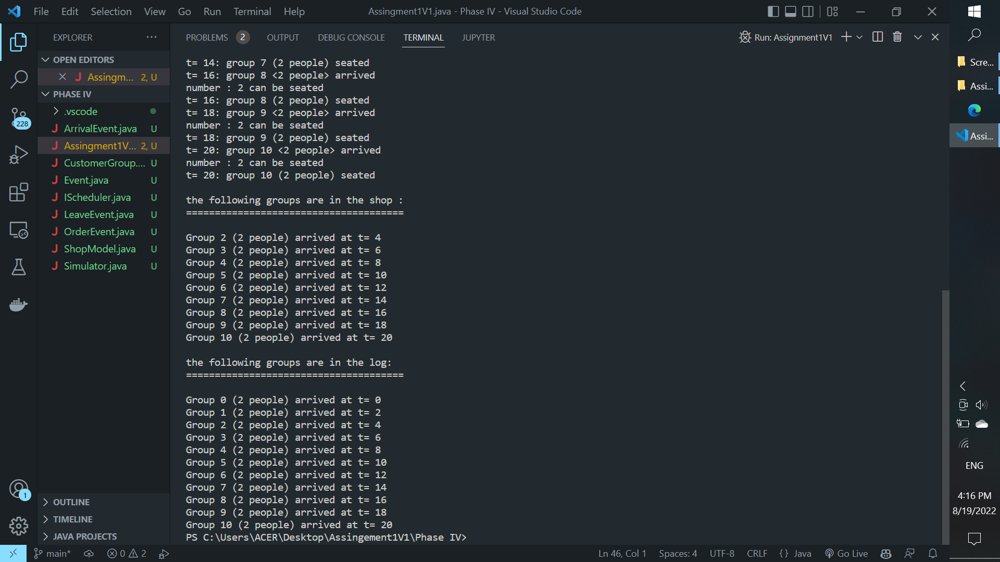 File Edit Selection View Go Run Terminal Help
Assingment1V1.java - Phase IV - Visual Studio Code
EXPLORER
OPEN EDITORS
Assingm... 2, U
PHASE IV
.vscode
ArrivalEvent.java U
Assingment1V... 2, U
CustomerGroup.... U
Event.java U
IScheduler.java U
LeaveEvent.java U
OrderEvent.java U
ShopModel.java U
Simulator.java U
228
1
OUTLINE
TIMELINE
JAVA PROJECTS
PROBLEMS 2 OUTPUT DEBUG CONSOLE TERMINAL JUPYTER
Run: Assignment1V1
t= 14: group 7 (2 people) seated
t= 16: group 8 <2 people> arrived
number : 2 can be seated
t= 16: group 8 (2 people) seated
t= 18: group 9 <2 people> arrived
number : 2 can be seated
t= 18: group 9 (2 people) seated
t= 20: group 10 <2 people> arrived
number : 2 can be seated
t= 20: group 10 (2 people) seated
the following groups are in the shop :
======================================
Group 2 (2 people) arrived at t= 4
Group 3 (2 people) arrived at t= 6
Group 4 (2 people) arrived at t= 8
Group 5 (2 people) arrived at t= 10
Group 6 (2 people) arrived at t= 12
Group 7 (2 people) arrived at t= 14
Group 8 (2 people) arrived at t= 16
Group 9 (2 people) arrived at t= 18
Group 10 (2 people) arrived at t= 20
the following groups are in the log:
======================================
Group 0 (2 people) arrived at t= 0
Group 1 (2 people) arrived at t= 2
Group 2 (2 people) arrived at t= 4
Group 3 (2 people) arrived at t= 6
Group 4 (2 people) arrived at t= 8
Group 5 (2 people) arrived at t= 10
Group 6 (2 people) arrived at t= 12
Group 7 (2 people) arrived at t= 14
Group 8 (2 people) arrived at t= 16
Group 9 (2 people) arrived at t= 18
Group 10 (2 people) arrived at t= 20
PS C:\Users\ACER\Desktop\Assingement1V1\Phase IV>
main* 0 2
Ln 46, Col 1 Spaces: 4 UTF-8 CRLF {} Java Go Live
Scre...
Assi...
Assi...
ENG
4:16 PM
8/19/2022